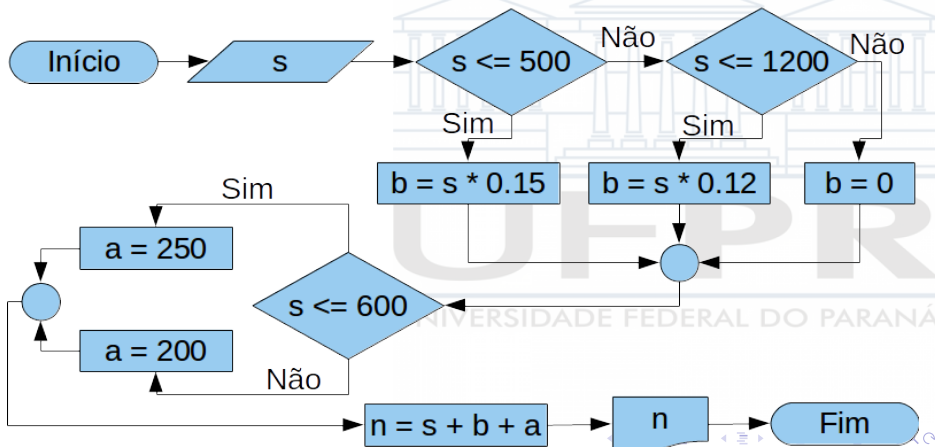 Início
s
s <= 500
Não
s <= 1200
Não
Sim
Sim
b = s * 0.15
b = s * 0.12
b = 0
UFPR
UNIVERSIDADE FEDERAL DO PARANÁ
Sim
a = 250
s <= 600
a = 200
Não
n = s + b + a
n
Fim